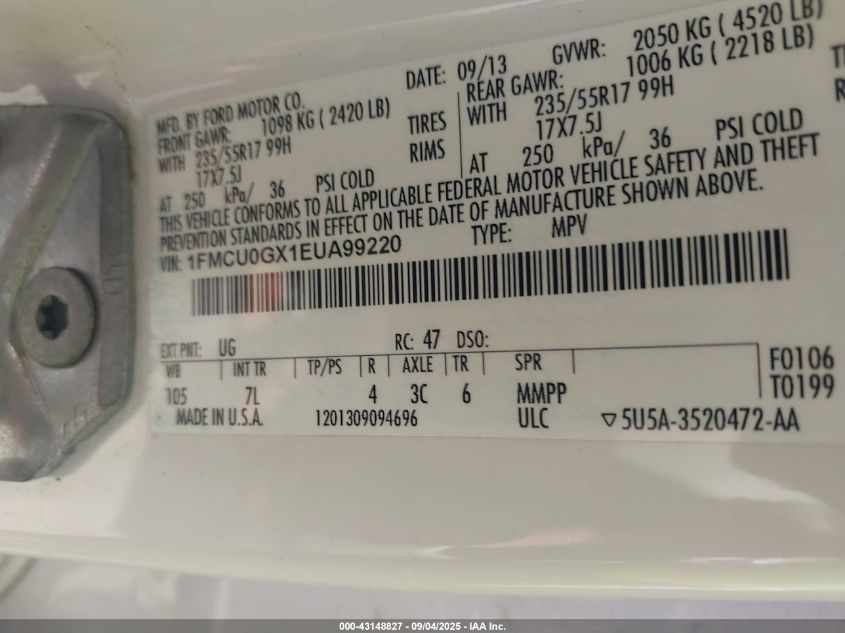 MFD. BY FORD MOTOR CO.
DATE: 09/13 GVWR: 2050 KG ( 4520 LB)
FRONT GAWR: 1098 KG ( 2420 LB)
REAR GAWR: 1006 KG ( 2218 LB)
WITH 235/55R17 99H TIRES WITH 235/55R17 99H
17X7.5J RIMS 17X7.5J
AT 250 kPa/ 36 PSI COLD AT 250 kPa/ 36 PSI COLD
THIS VEHICLE CONFORMS TO ALL APPLICABLE FEDERAL MOTOR VEHICLE SAFETY AND THEFT
PREVENTION STANDARDS IN EFFECT ON THE DATE OF MANUFACTURE SHOWN ABOVE.
VIN: 1FMCU0GX1EUA99220 TYPE: MPV
EXT PNT: UG RC: 47 DSO:
WB INT TR TP/PS R AXLE TR SPR
105 7L 4 3C 6 MMPP
F0106
T0199
MADE IN U.S.A. 1201309094696 ULC ▽5U5A-3520472-AA
000-43148827 - 09/04/2025 - IAA Inc.